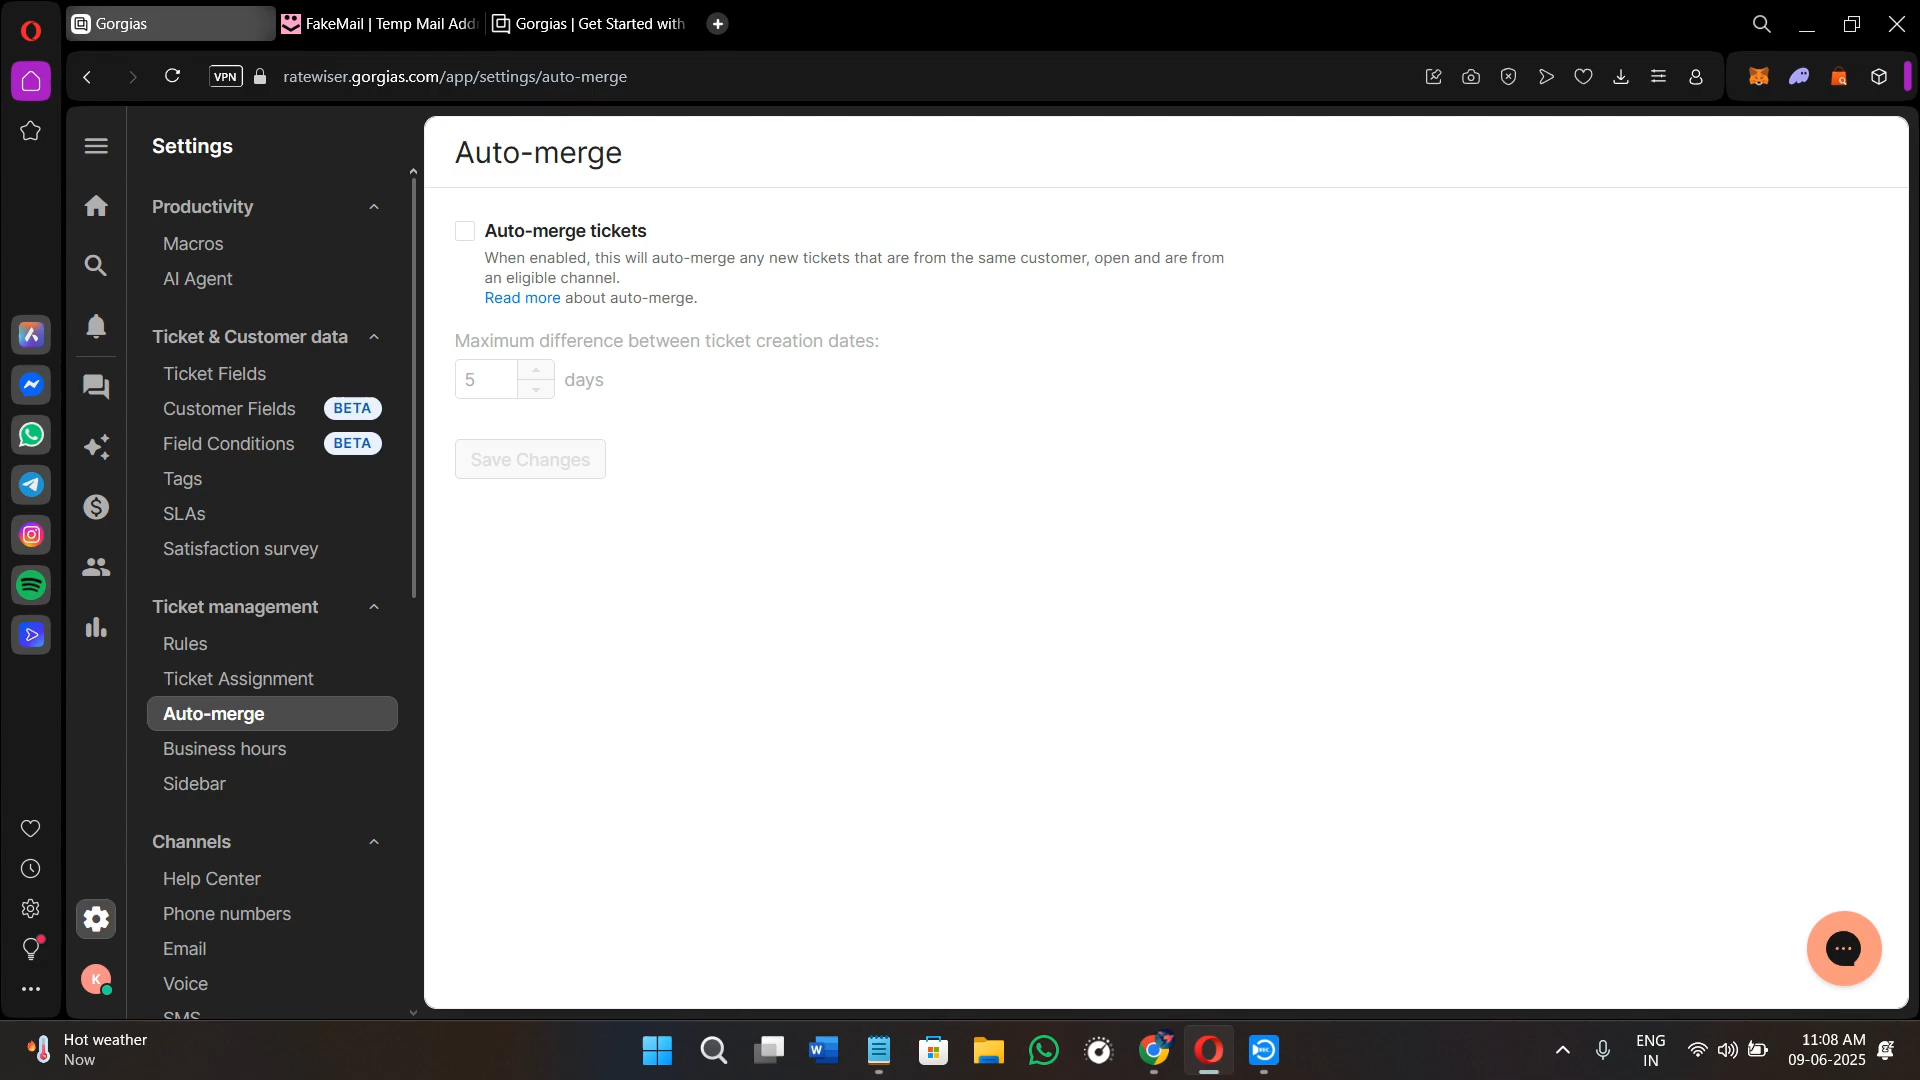 Gorgias
FakeMail | Temp Mail Add
Gorgias | Get Started with
VPN
ratewiser.gorgias.com/app/settings/auto-merge
Settings
Productivity
Macros
AI Agent
Ticket & Customer data
Ticket Fields
Customer Fields BETA
Field Conditions BETA
Tags
SLAs
Satisfaction survey
Ticket management
Rules
Ticket Assignment
Auto-merge
Business hours
Sidebar
Channels
Help Center
Phone numbers
Email
Voice
SMS
K
Auto-merge
Auto-merge tickets
When enabled, this will auto-merge any new tickets that are from the same customer, open and are from
an eligible channel.
Read more about auto-merge.
Maximum difference between ticket creation dates:
5 days
Save Changes
Hot weather
Now
ENG
IN
11:08 AM
09-06-2025